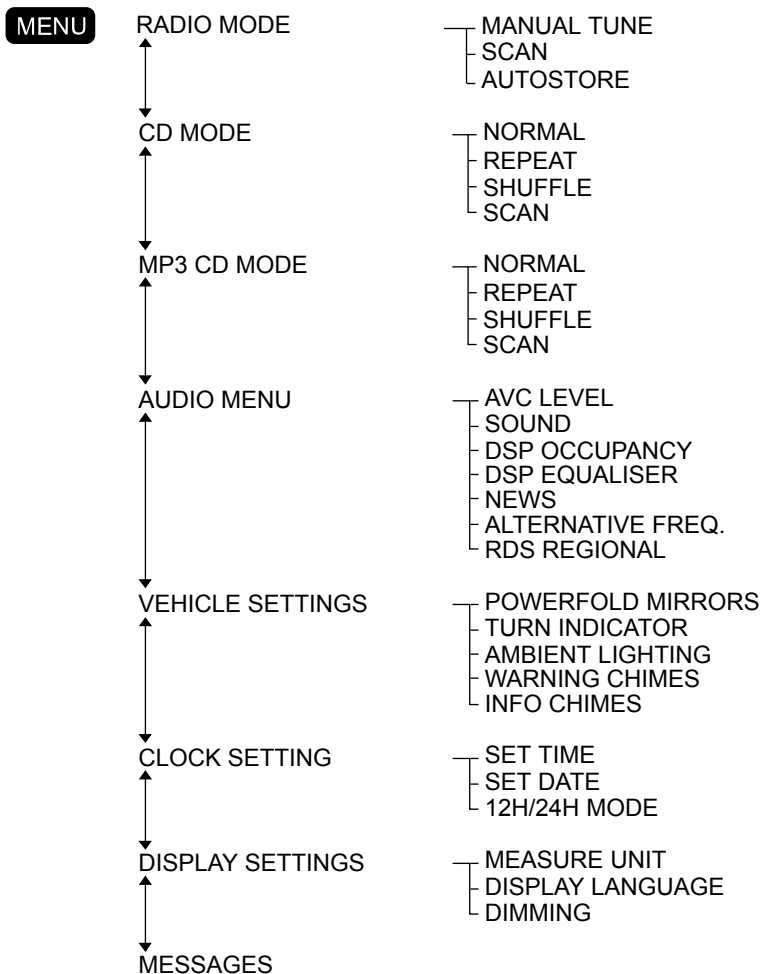 MENU
RADIO MODE
MANUAL TUNE
SCAN
AUTOSTORE
CD MODE
NORMAL
REPEAT
SHUFFLE
SCAN
MP3 CD MODE
NORMAL
REPEAT
SHUFFLE
SCAN
AUDIO MENU
AVC LEVEL
SOUND
DSP OCCUPANCY
DSP EQUALISER
NEWS
ALTERNATIVE FREQ.
RDS REGIONAL
VEHICLE SETTINGS
POWERFOLD MIRRORS
TURN INDICATOR
AMBIENT LIGHTING
WARNING CHIMES
INFO CHIMES
CLOCK SETTING
SET TIME
SET DATE
12H/24H MODE
DISPLAY SETTINGS
MEASURE UNIT
DISPLAY LANGUAGE
DIMMING
MESSAGES